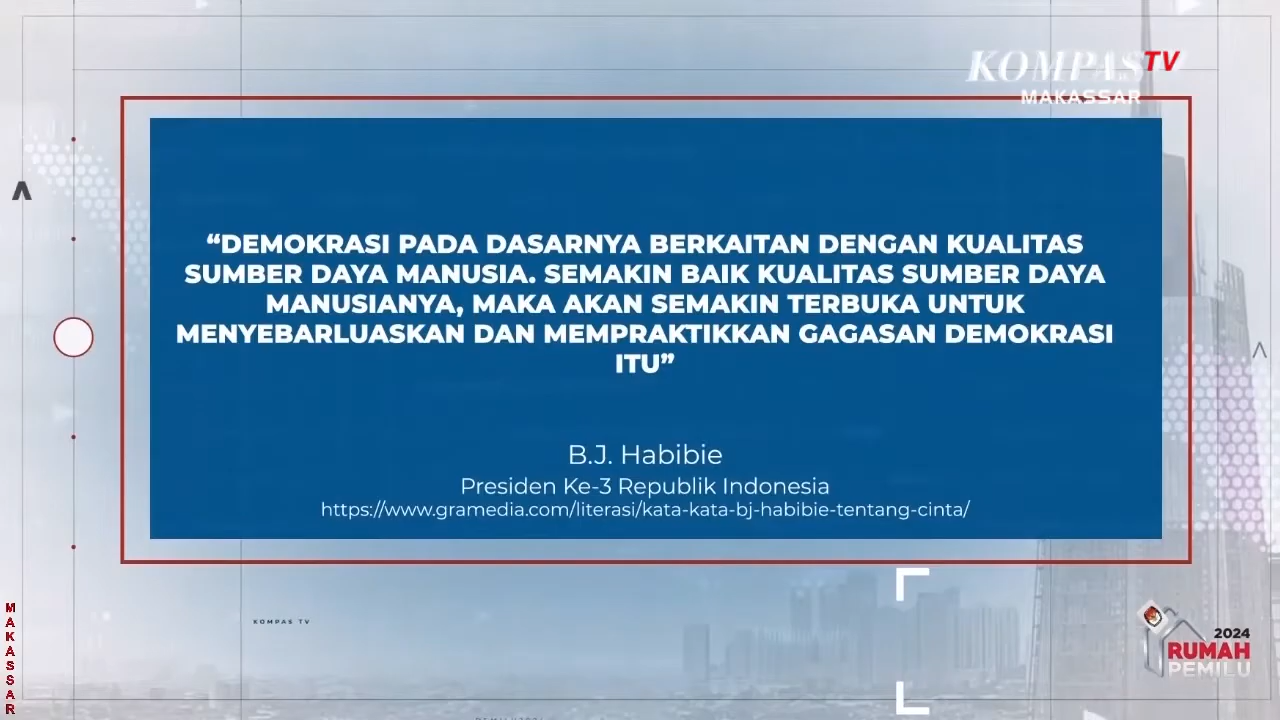 KOMPAS TV
MAKASSAR
“DEMOKRASI PADA DASARNYA BERKAITAN DENGAN KUALITAS
SUMBER DAYA MANUSIA. SEMAKIN BAIK KUALITAS SUMBER DAYA
MANUSIANYA, MAKA AKAN SEMAKIN TERBUKA UNTUK
MENYEBARLUASKAN DAN MEMPRAKTIKKAN GAGASAN DEMOKRASI
ITU”
B.J. Habibie
Presiden Ke-3 Republik Indonesia
https://www.gramedia.com/literasi/kata-kata-bj-habibie-tentang-cinta/
MAKASSAR
KOMPAS TV
2024
RUMAH
PEMILU